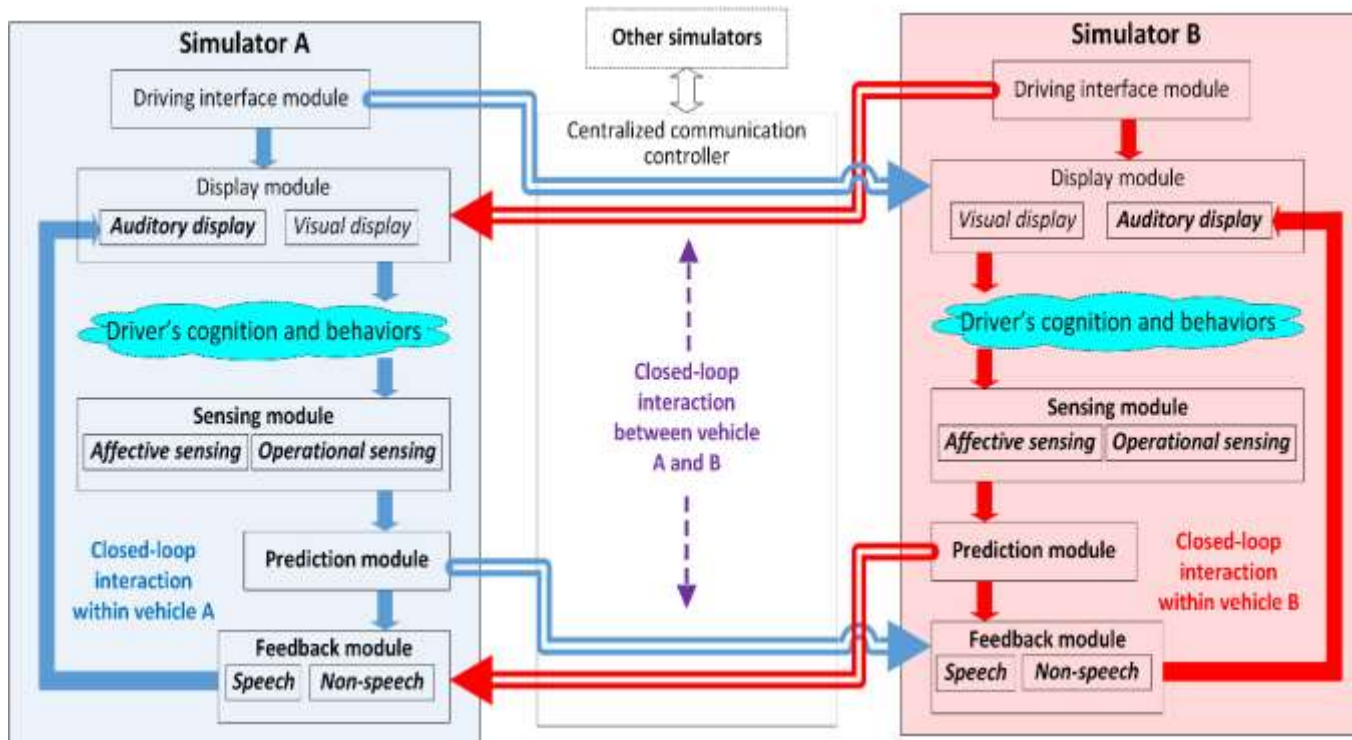 Simulator A
Driving interface module
Display module
Auditory display
Visual display
Driver's cognition and behaviors
Sensing module
Affective sensing
Operational sensing
Closed-loop
interaction
within vehicle A
Prediction module
Feedback module
Speech
Non-speech
Other simulators
Centralized communication
controller
Closed-loop
interaction
between vehicle
A and B
Simulator B
Driving interface module
Display module
Visual display
Auditory display
Driver's cognition and behaviors
Sensing module
Affective sensing
Operational sensing
Prediction module
Closed-loop
interaction
within vehicle B
Feedback module
Speech
Non-speech